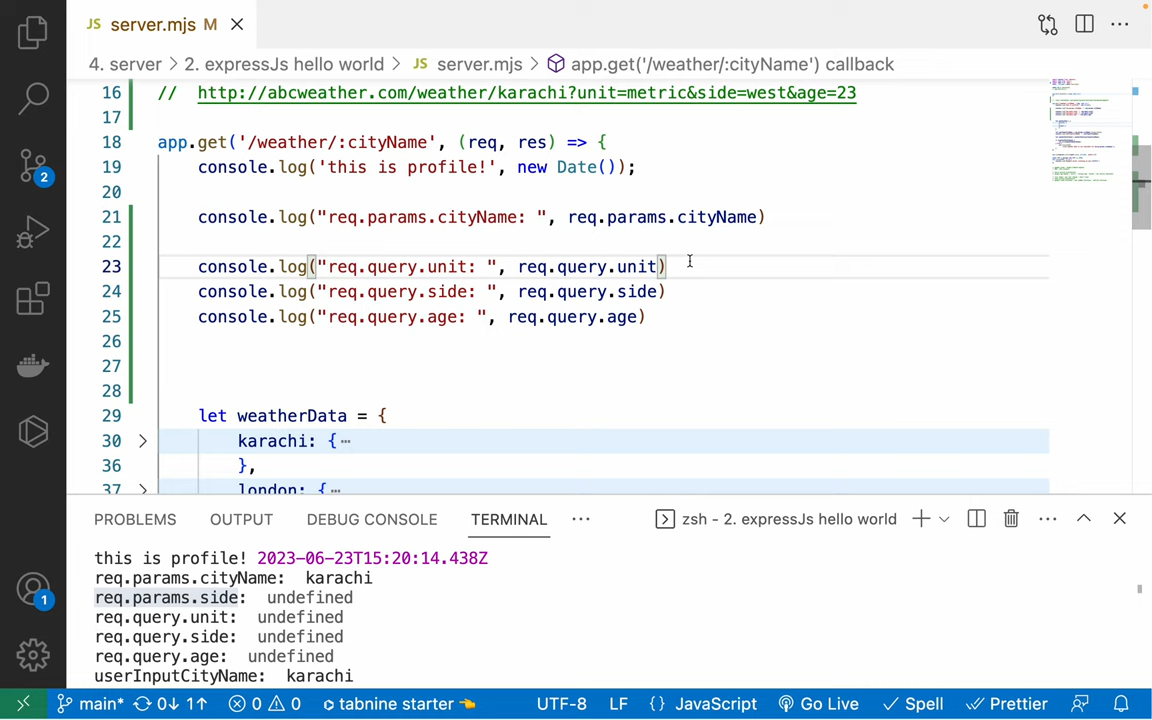 JS server.mjs M
4. server > 2. expressJs hello world > JS server.mjs > app.get('/weather/:cityName') callback
16 // http://abcweather.com/weather/karachi?unit=metric&side=west&age=23
17
18 app.get('/weather/:cityName', (req, res) => {
19 console.log('this is profile!', new Date());
20
21 console.log("req.params.cityName: ", req.params.cityName)
22
23 console.log("req.query.unit: ", req.query.unit)
24 console.log("req.query.side: ", req.query.side)
25 console.log("req.query.age: ", req.query.age)
26
27
28
29 let weatherData = {
30 karachi: {
36 },
37 london: {
2
1
PROBLEMS OUTPUT DEBUG CONSOLE TERMINAL zsh - 2. expressJs hello world
this is profile! 2023-06-23T15:20:14.438Z
req.params.cityName: karachi
req.params.side: undefined
req.query.unit: undefined
req.query.side: undefined
req.query.age: undefined
userInputCityName: karachi
main* 0↓ 1↑ 0 0 tabnine starter UTF-8 LF {} JavaScript Go Live Spell Prettier